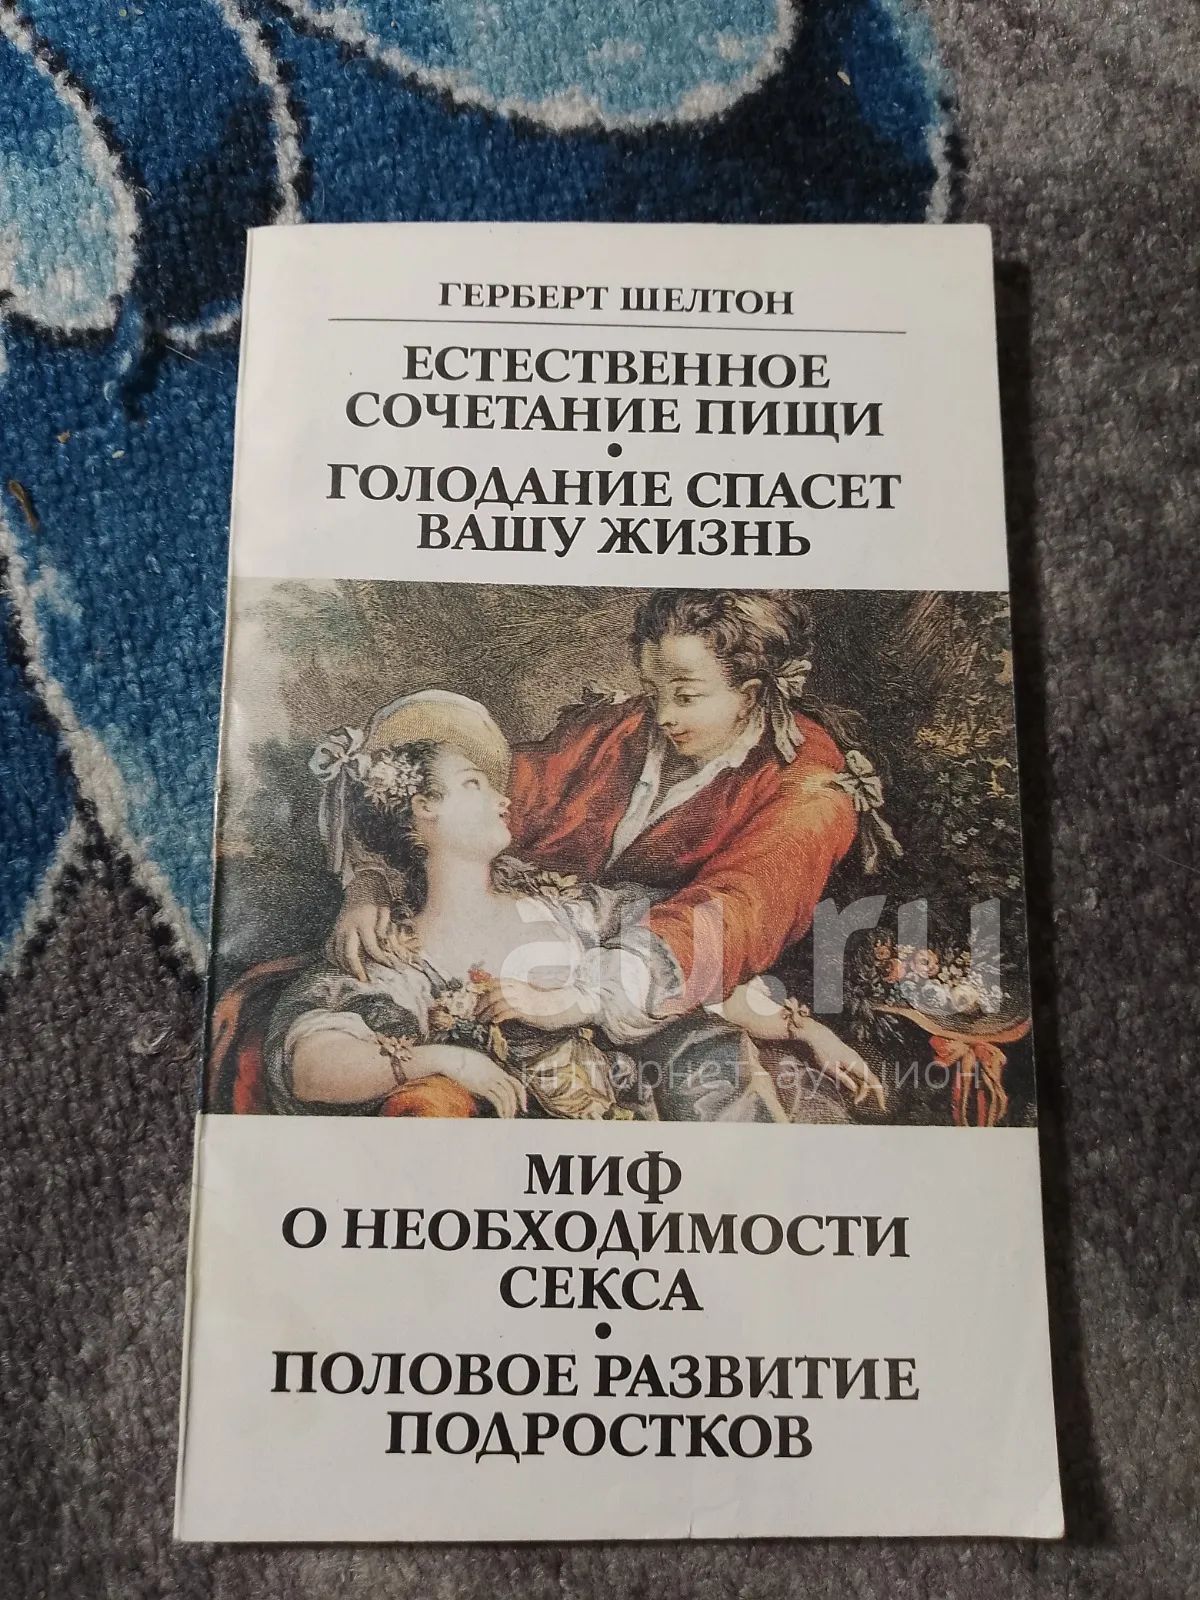 ГЕРБЕРТ ШЕЛТОН
ЕСТЕСТВЕННОЕ
СОЧЕТАНИЕ ПИЩИ
•
ГОЛОДАНИЕ СПАСЕТ
ВАШУ ЖИЗНЬ
au.ru
интернет-аукцион
МИФ
О НЕОБХОДИМОСТИ
СЕКСА
•
ПОЛОВОЕ РАЗВИТИЕ
ПОДРОСТКОВ